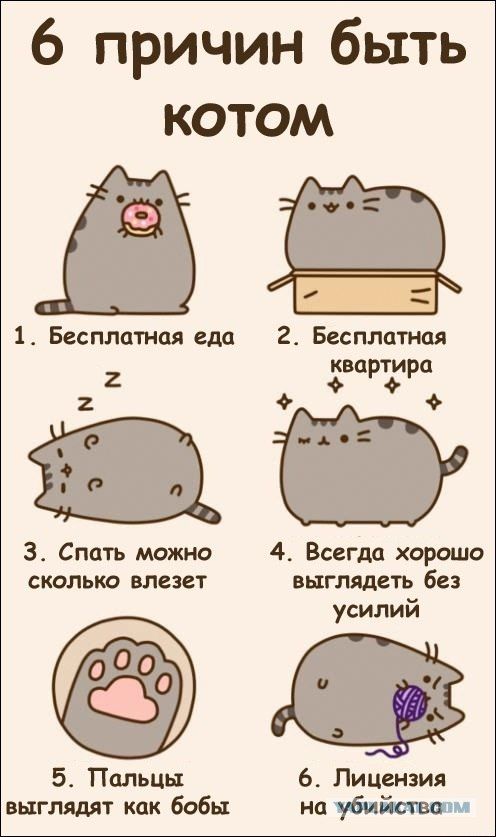 6 причин быть
котом
1. Бесплатная еда
2. Бесплатная
квартира
z
z
3. Спать можно
сколько влезет
4. Всегда хорошо
выглядеть без
усилий
5. Пальцы
выглядят как бобы
6. Лицензия
на убийство